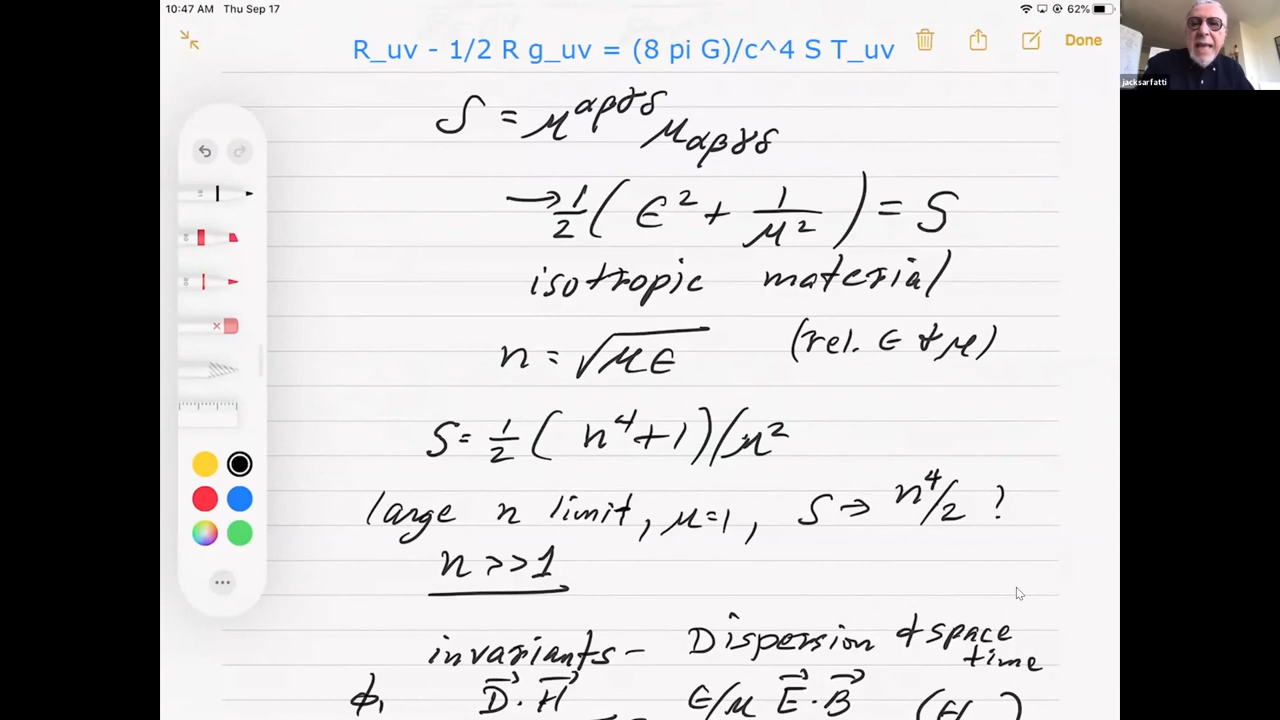 10:47 AM Thu Sep 17
62%
Done
jacksarfatti
R_uv - 1/2 R g_uv = (8 pi G)/c^4 S T_uv
S = μ^αβγδ μ_αβγδ
→ 1/2 ( ε² + 1/μ² ) = S
isotropic material
n = √με (rel. ε & μ)
S = 1/2 ( n⁴ + 1 ) / μ²
large n limit, μ=1, S ⇒ n⁴/2 ?
n >> 1
invariants - Dispersion & space
time
D⃗ · H⃗ ε/μ E⃗ · B⃗